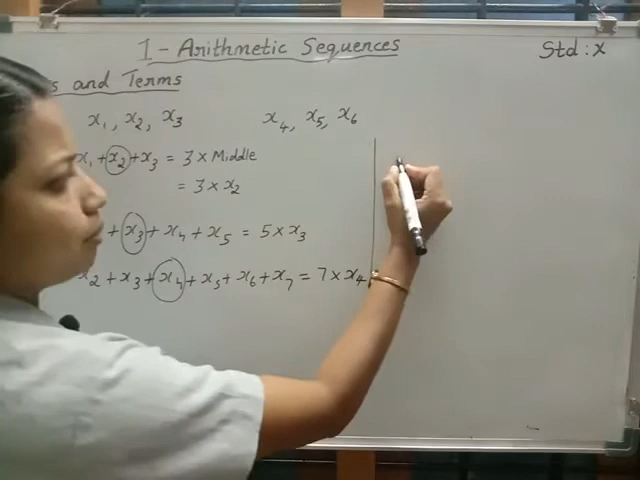 1 - Arithmetic Sequences
Std : X
and Terms
x₁, x₂, x₃
x₄, x₅, x₆
x₁ + x₂ + x₃ = 3 × Middle
= 3 × x₂
+ x₃ + x₄ + x₅ = 5 × x₃
x₂ + x₃ + x₄ + x₅ + x₆ + x₇ = 7 × x₄